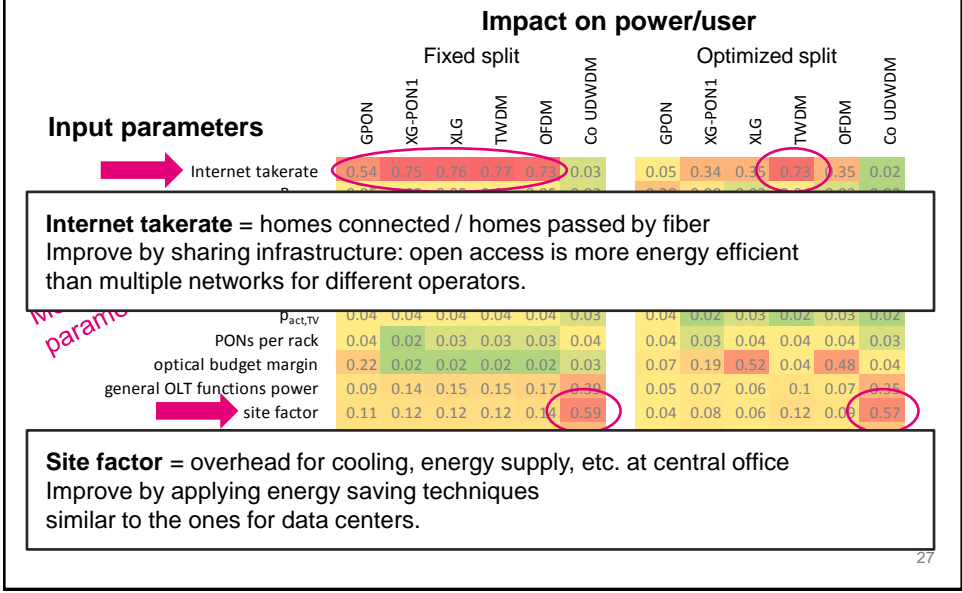 Impact on power/user
Fixed split Optimized split
Input parameters GPON XG-PON1 XLG TWDM OFDM Co UDWDM GPON XG-PON1 XLG TWDM OFDM Co UDWDM
Internet takerate 0.54 0.75 0.76 0.77 0.73 0.03 0.05 0.34 0.35 0.73 0.35 0.02
Internet takerate = homes connected / homes passed by fiber
Improve by sharing infrastructure: open access is more energy efficient
than multiple networks for different operators.
Pact,TV 0.04 0.04 0.04 0.04 0.04 0.03 0.04 0.02 0.03 0.02 0.03 0.02
PONs per rack 0.04 0.02 0.03 0.03 0.03 0.04 0.04 0.03 0.04 0.04 0.04 0.03
optical budget margin 0.22 0.02 0.02 0.02 0.02 0.03 0.07 0.19 0.52 0.04 0.48 0.04
general OLT functions power 0.09 0.14 0.15 0.15 0.17 0.39 0.05 0.07 0.06 0.1 0.07 0.35
site factor 0.11 0.12 0.12 0.12 0.14 0.59 0.04 0.08 0.06 0.12 0.09 0.57
Site factor = overhead for cooling, energy supply, etc. at central office
Improve by applying energy saving techniques
similar to the ones for data centers.
27